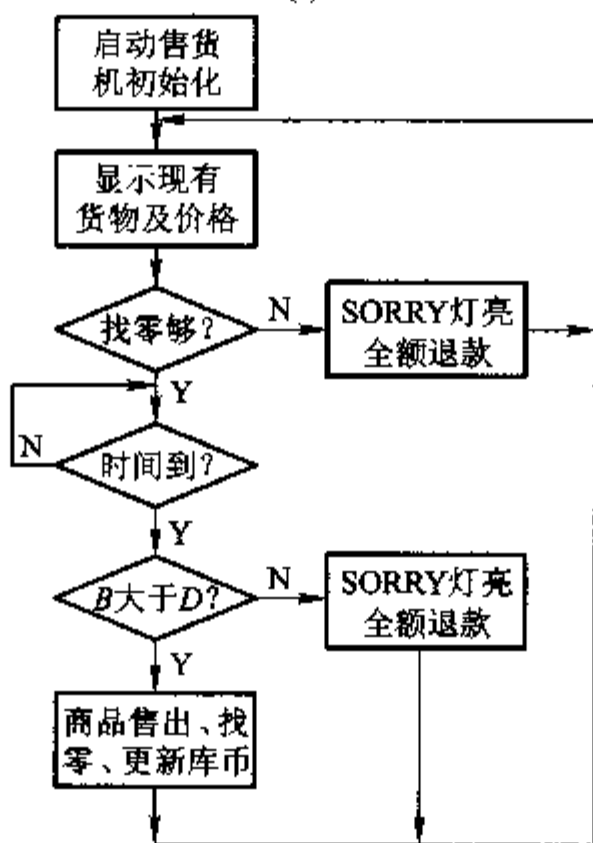 启动售货
机初始化
显示现有
货物及价格
找零够?
N
SORRY灯亮
全额退款
Y
N
时间到?
Y
B大于D?
N
SORRY灯亮
全额退款
Y
商品售出、找
零、更新库币